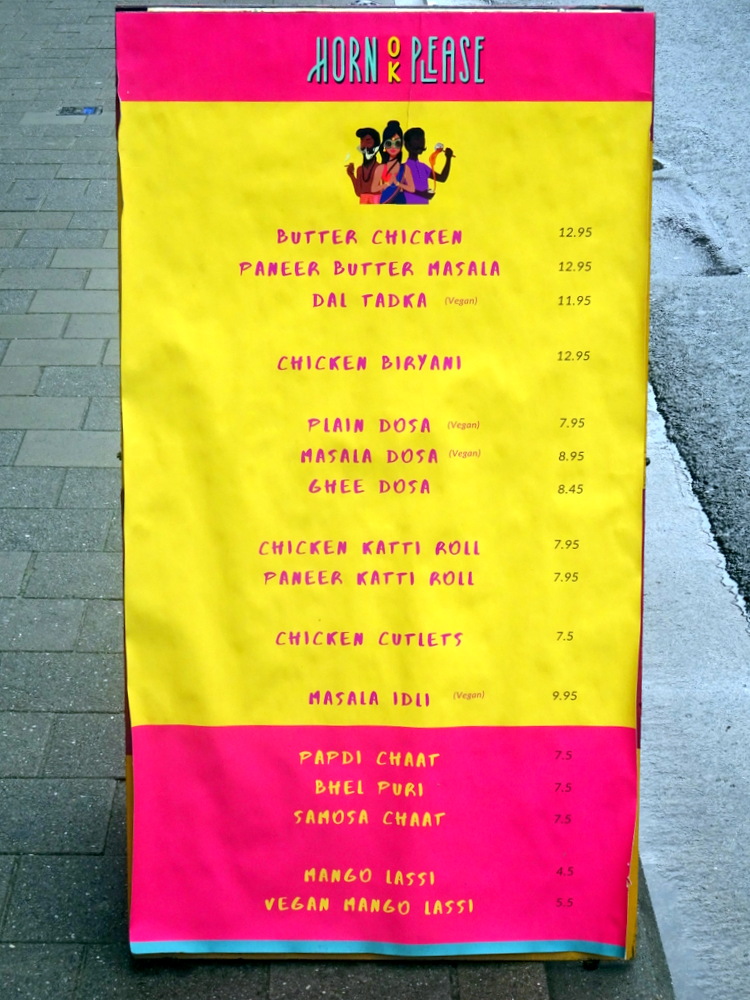 HORN OK PLEASE
BUTTER CHICKEN 12.95
PANEER BUTTER MASALA 12.95
DAL TADKA (Vegan) 11.95
CHICKEN BIRYANI 12.95
PLAIN DOSA (Vegan) 7.95
MASALA DOSA (Vegan) 8.95
GHEE DOSA 8.45
CHICKEN KATTI ROLL 7.95
PANEER KATTI ROLL 7.95
CHICKEN CUTLETS 7.5
MASALA IDLI (Vegan) 9.95
PAPDI CHAAT 7.5
BHEL PURI 7.5
SAMOSA CHAAT 7.5
MANGO LASSI 4.5
VEGAN MANGO LASSI 5.5